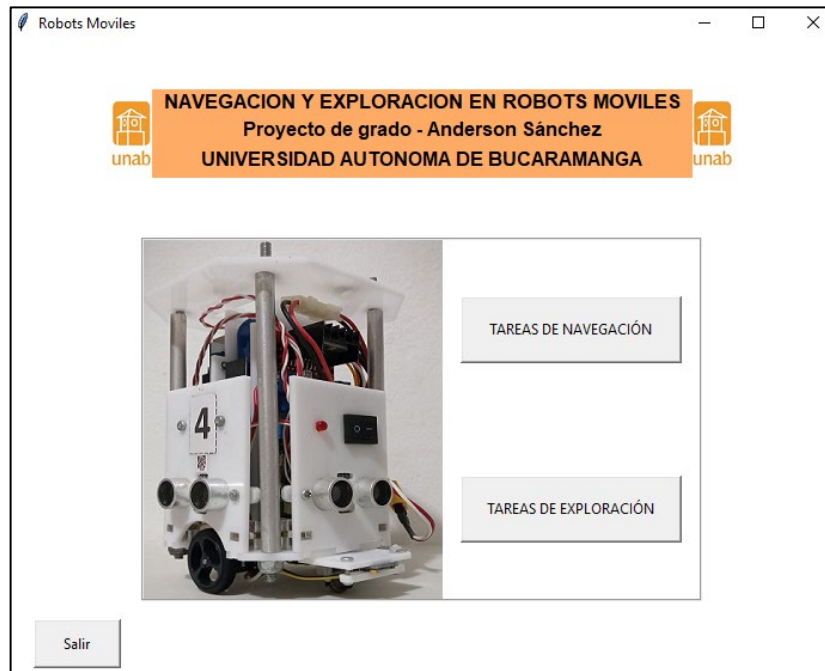 Robots Moviles
NAVEGACION Y EXPLORACION EN ROBOTS MOVILES
Proyecto de grado - Anderson Sánchez
UNIVERSIDAD AUTONOMA DE BUCARAMANGA
unab
unab
4
TAREAS DE NAVEGACIÓN
TAREAS DE EXPLORACIÓN
Salir